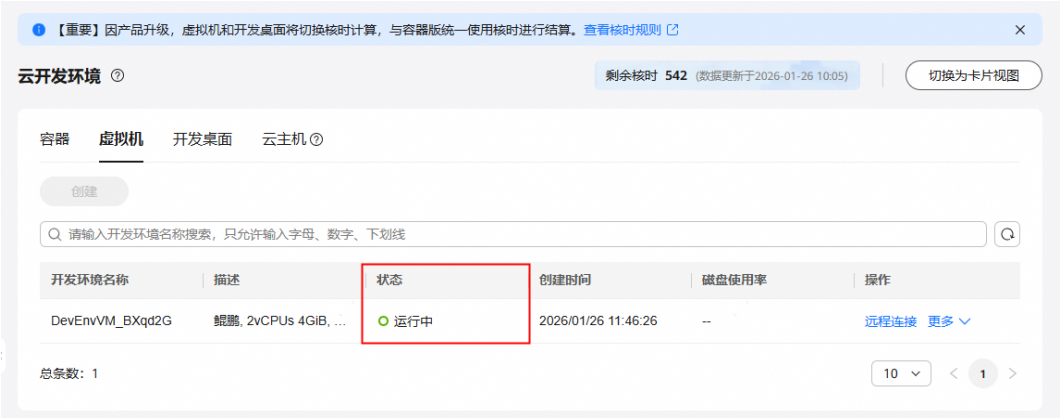 【重要】因产品升级，虚拟机和开发桌面将切换核时计算，与容器版统一使用核时进行结算。查看核时规则
云开发环境 剩余核时 542 (数据更新于2026-01-26 10:05) 切换为卡片视图
容器 虚拟机 开发桌面 云主机
创建
请输入开发环境名称搜索，只允许输入字母、数字、下划线
开发环境名称 描述 状态 创建时间 磁盘使用率 操作
DevEnvVM_BXqd2G 鲲鹏, 2vCPUs 4GiB, ... 运行中 2026/01/26 11:46:26 -- 远程连接 更多
总条数：1 10 1